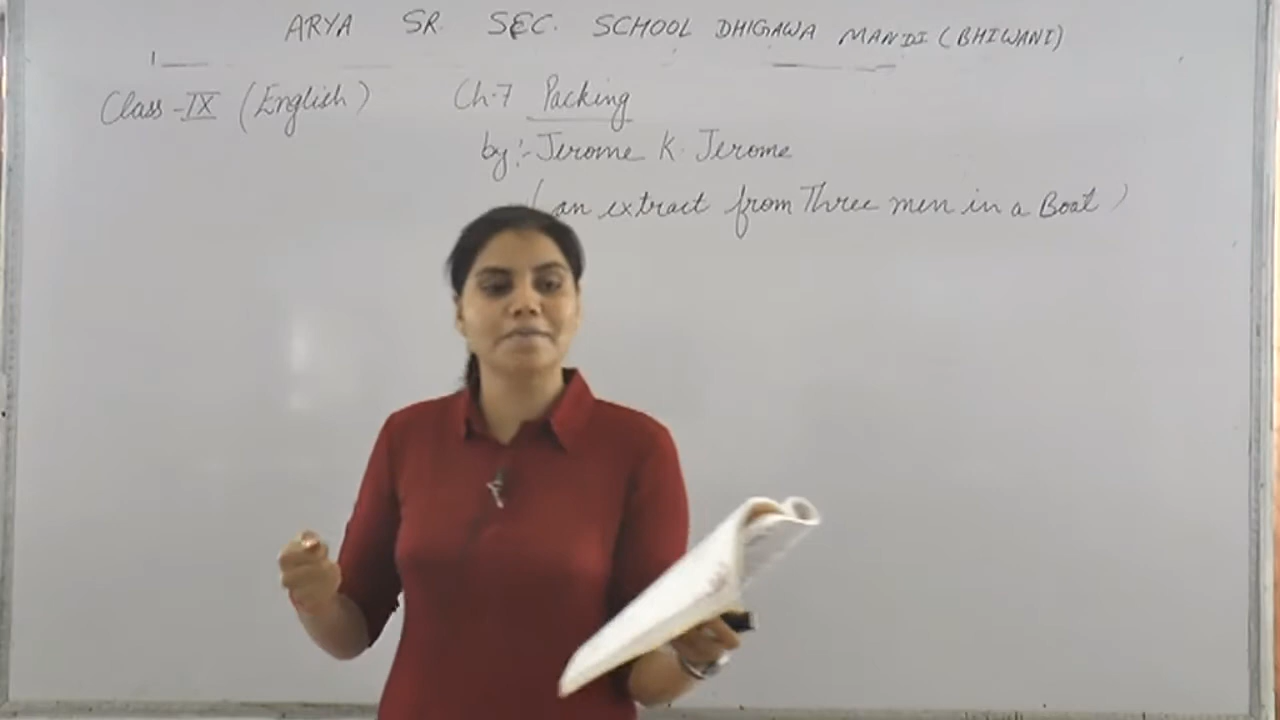 ARYA SR. SEC. SCHOOL DHIGAWA MANDI (BHIWANI)
Class-IX (English) Ch.7 Packing
by:- Jerome K. Jerome
(an extract from Three men in a Boat)